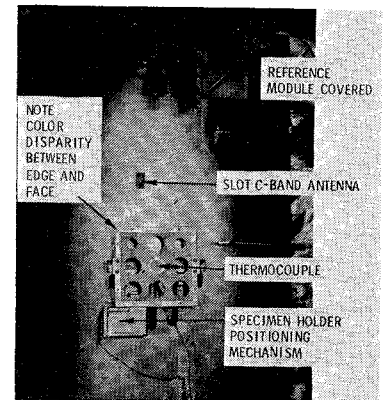 REFERENCE
MODULE COVERED
NOTE
COLOR
DISPARITY
BETWEEN
EDGE AND
FACE
SLOT C-BAND ANTENNA
THERMOCOUPLE
SPECIMEN HOLDER
POSITIONING
MECHANISM